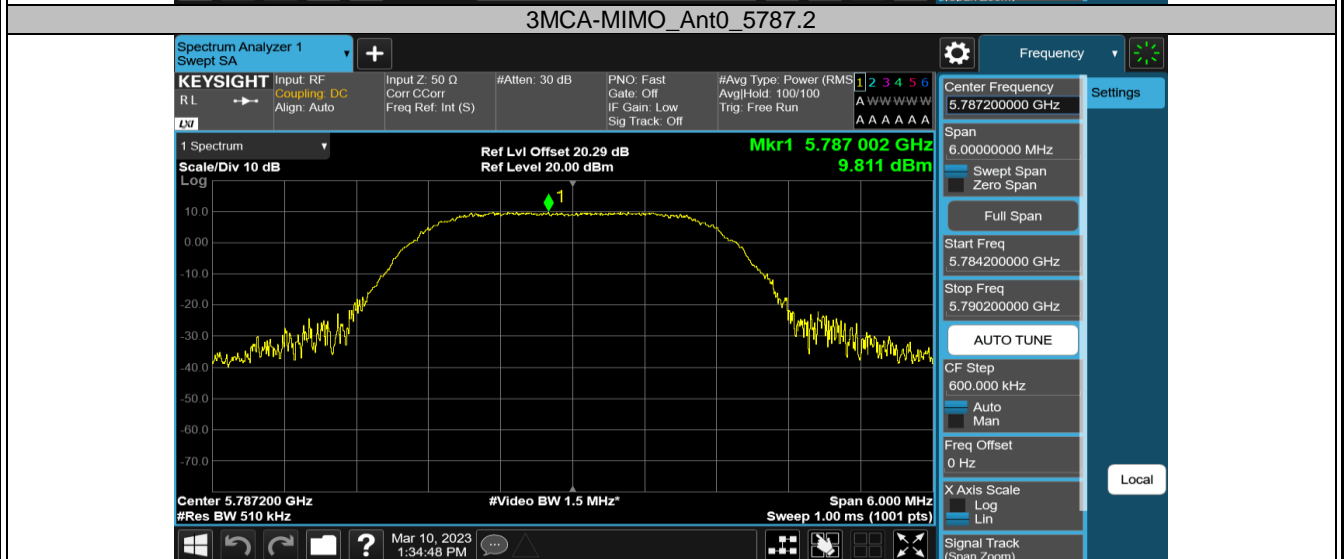 3MCA-MIMO_Ant0_5787.2
Spectrum Analyzer 1
Swept SA
+
Frequency
KEYSIGHT
RL
LXI
Input: RF
Coupling: DC
Align: Auto
Input Z: 50 Ω
Corr CCorr
Freq Ref: Int (S)
#Atten: 30 dB
PNO: Fast
Gate: Off
IF Gain: Low
Sig Track: Off
#Avg Type: Power (RMS
Avg|Hold: 100/100
Trig: Free Run
1 2 3 4 5 6
A W W W W W
A A A A A A
1 Spectrum
Scale/Div 10 dB
Log
Ref Lvl Offset 20.29 dB
Ref Level 20.00 dBm
Mkr1 5.787 002 GHz
9.811 dBm
1
10.0
0.00
-10.0
-20.0
-30.0
-40.0
-50.0
-60.0
-70.0
Center 5.787200 GHz
#Res BW 510 kHz
#Video BW 1.5 MHz*
Span 6.000 MHz
Sweep 1.00 ms (1001 pts)
Center Frequency
5.787200000 GHz
Settings
Span
6.00000000 MHz
Swept Span
Zero Span
Full Span
Start Freq
5.784200000 GHz
Stop Freq
5.790200000 GHz
AUTO TUNE
CF Step
600.000 kHz
Auto
Man
Freq Offset
0 Hz
X Axis Scale
Log
Lin
Local
Signal Track
(Span Zoom)
?
Mar 10, 2023
1:34:48 PM